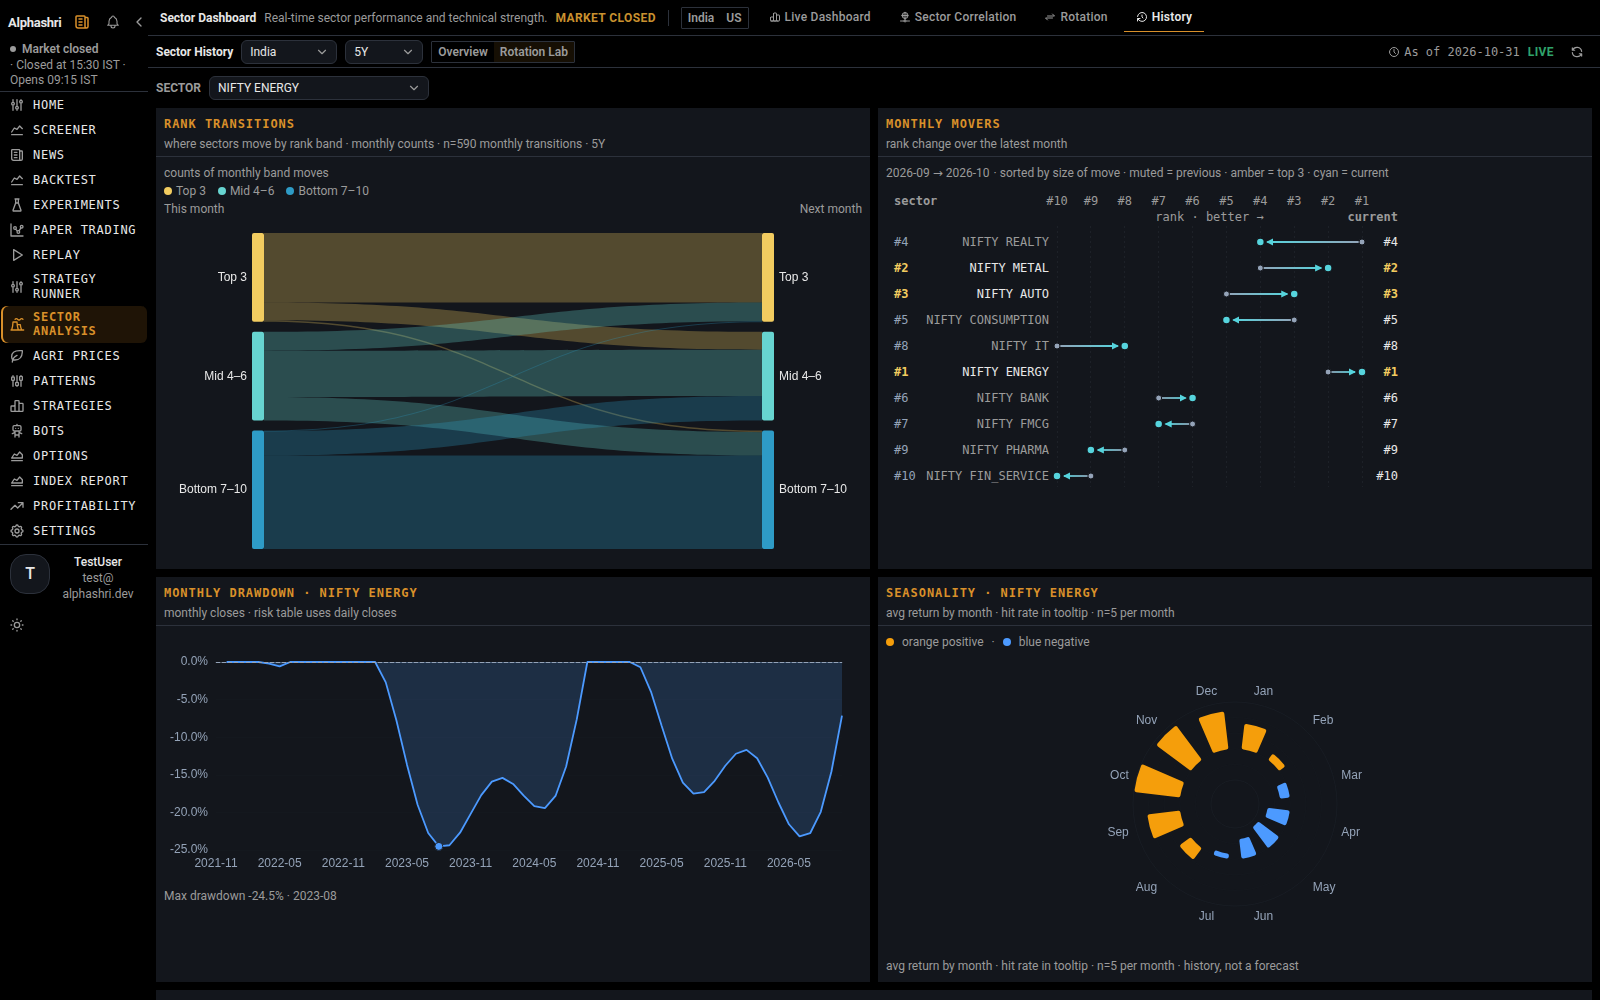 Alphashri
Market closed
· Closed at 15:30 IST ·
Opens 09:15 IST
HOME
SCREENER
NEWS
BACKTEST
EXPERIMENTS
PAPER TRADING
REPLAY
STRATEGY
RUNNER
SECTOR
ANALYSIS
AGRI PRICES
PATTERNS
STRATEGIES
BOTS
OPTIONS
INDEX REPORT
PROFITABILITY
SETTINGS
T
TestUser
test@
alphashri.dev
Sector Dashboard Real-time sector performance and technical strength. MARKET CLOSED India US Live Dashboard Sector Correlation Rotation History
Sector History India 5Y Overview Rotation Lab As of 2026-10-31 LIVE
SECTOR NIFTY ENERGY
RANK TRANSITIONS
where sectors move by rank band · monthly counts · n=590 monthly transitions · 5Y
counts of monthly band moves
Top 3 Mid 4–6 Bottom 7–10
This month Next month
Top 3 Top 3
Mid 4–6 Mid 4–6
Bottom 7–10 Bottom 7–10
MONTHLY MOVERS
rank change over the latest month
2026-09 → 2026-10 · sorted by size of move · muted = previous · amber = top 3 · cyan = current
sector #10 #9 #8 #7 #6 #5 #4 #3 #2 #1
rank · better → current
#4 NIFTY REALTY #4
#2 NIFTY METAL #2
#3 NIFTY AUTO #3
#5 NIFTY CONSUMPTION #5
#8 NIFTY IT #8
#1 NIFTY ENERGY #1
#6 NIFTY BANK #6
#7 NIFTY FMCG #7
#9 NIFTY PHARMA #9
#10 NIFTY FIN_SERVICE #10
MONTHLY DRAWDOWN · NIFTY ENERGY
monthly closes · risk table uses daily closes
0.0%
-5.0%
-10.0%
-15.0%
-20.0%
-25.0%
2021-11 2022-05 2022-11 2023-05 2023-11 2024-05 2024-11 2025-05 2025-11 2026-05
Max drawdown -24.5% · 2023-08
SEASONALITY · NIFTY ENERGY
avg return by month · hit rate in tooltip · n=5 per month
orange positive · blue negative
Dec Jan
Nov Feb
Oct Mar
Sep Apr
Aug May
Jul Jun
avg return by month · hit rate in tooltip · n=5 per month · history, not a forecast